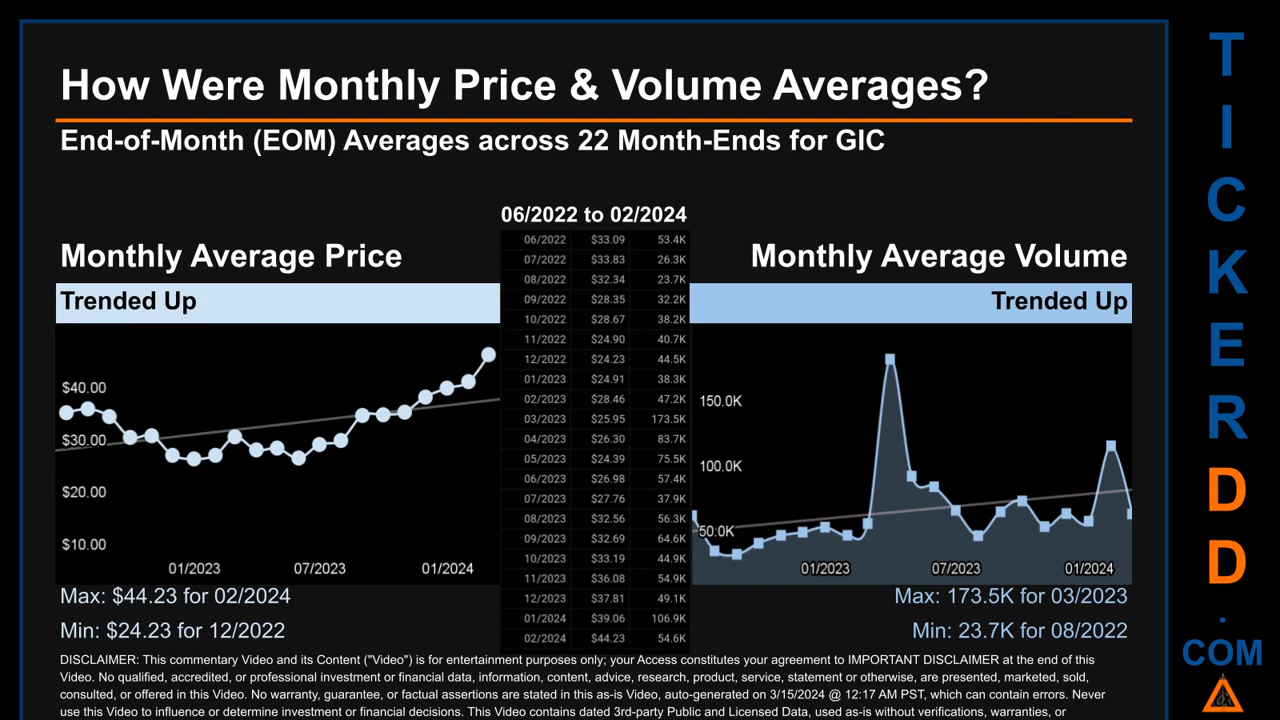 How Were Monthly Price & Volume Averages?
End-of-Month (EOM) Averages across 22 Month-Ends for GIC
06/2022 to 02/2024
Monthly Average Price
Trended Up
$40.00
$30.00
$20.00
$10.00
01/2023 07/2023 01/2024
Max: $44.23 for 02/2024
Min: $24.23 for 12/2022
06/2022 $33.09 53.4K
07/2022 $33.83 26.3K
08/2022 $32.34 23.7K
09/2022 $28.35 32.2K
10/2022 $28.67 38.2K
11/2022 $24.90 40.7K
12/2022 $24.23 44.5K
01/2023 $24.91 38.3K
02/2023 $28.46 47.2K
03/2023 $25.95 173.5K
04/2023 $26.30 83.7K
05/2023 $24.39 75.5K
06/2023 $26.98 57.4K
07/2023 $27.76 37.9K
08/2023 $32.56 56.3K
09/2023 $32.69 64.6K
10/2023 $33.19 44.9K
11/2023 $36.08 54.9K
12/2023 $37.81 49.1K
01/2024 $39.06 106.9K
02/2024 $44.23 54.6K
Monthly Average Volume
Trended Up
150.0K
100.0K
50.0K
01/2023 07/2023 01/2024
Max: 173.5K for 03/2023
Min: 23.7K for 08/2022
DISCLAIMER: This commentary Video and its Content ("Video") is for entertainment purposes only; your Access constitutes your agreement to IMPORTANT DISCLAIMER at the end of this
Video. No qualified, accredited, or professional investment or financial data, information, content, advice, research, product, service, statement or otherwise, are presented, marketed, sold,
consulted, or offered in this Video. No warranty, guarantee, or factual assertions are stated in this as-is Video, auto-generated on 3/15/2024 @ 12:17 AM PST, which can contain errors. Never
use this Video to influence or determine investment or financial decisions. This Video contains dated 3rd-party Public and Licensed Data, used as-is without verifications, warranties, or
T
I
C
K
E
R
D
D
.
COM